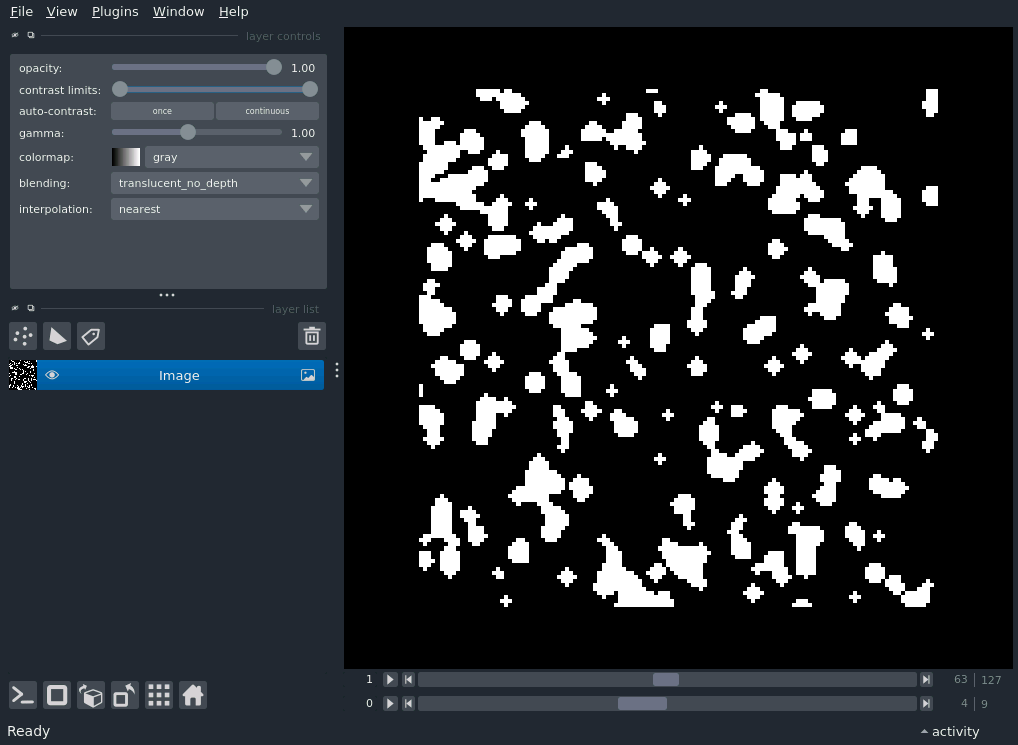 File View Plugins Window Help
layer controls
opacity: 1.00
contrast limits:
auto-contrast: once continuous
gamma: 1.00
colormap: gray
blending: translucent_no_depth
interpolation: nearest
layer list
Image
1 63 | 127
0 4 | 9
Ready activity